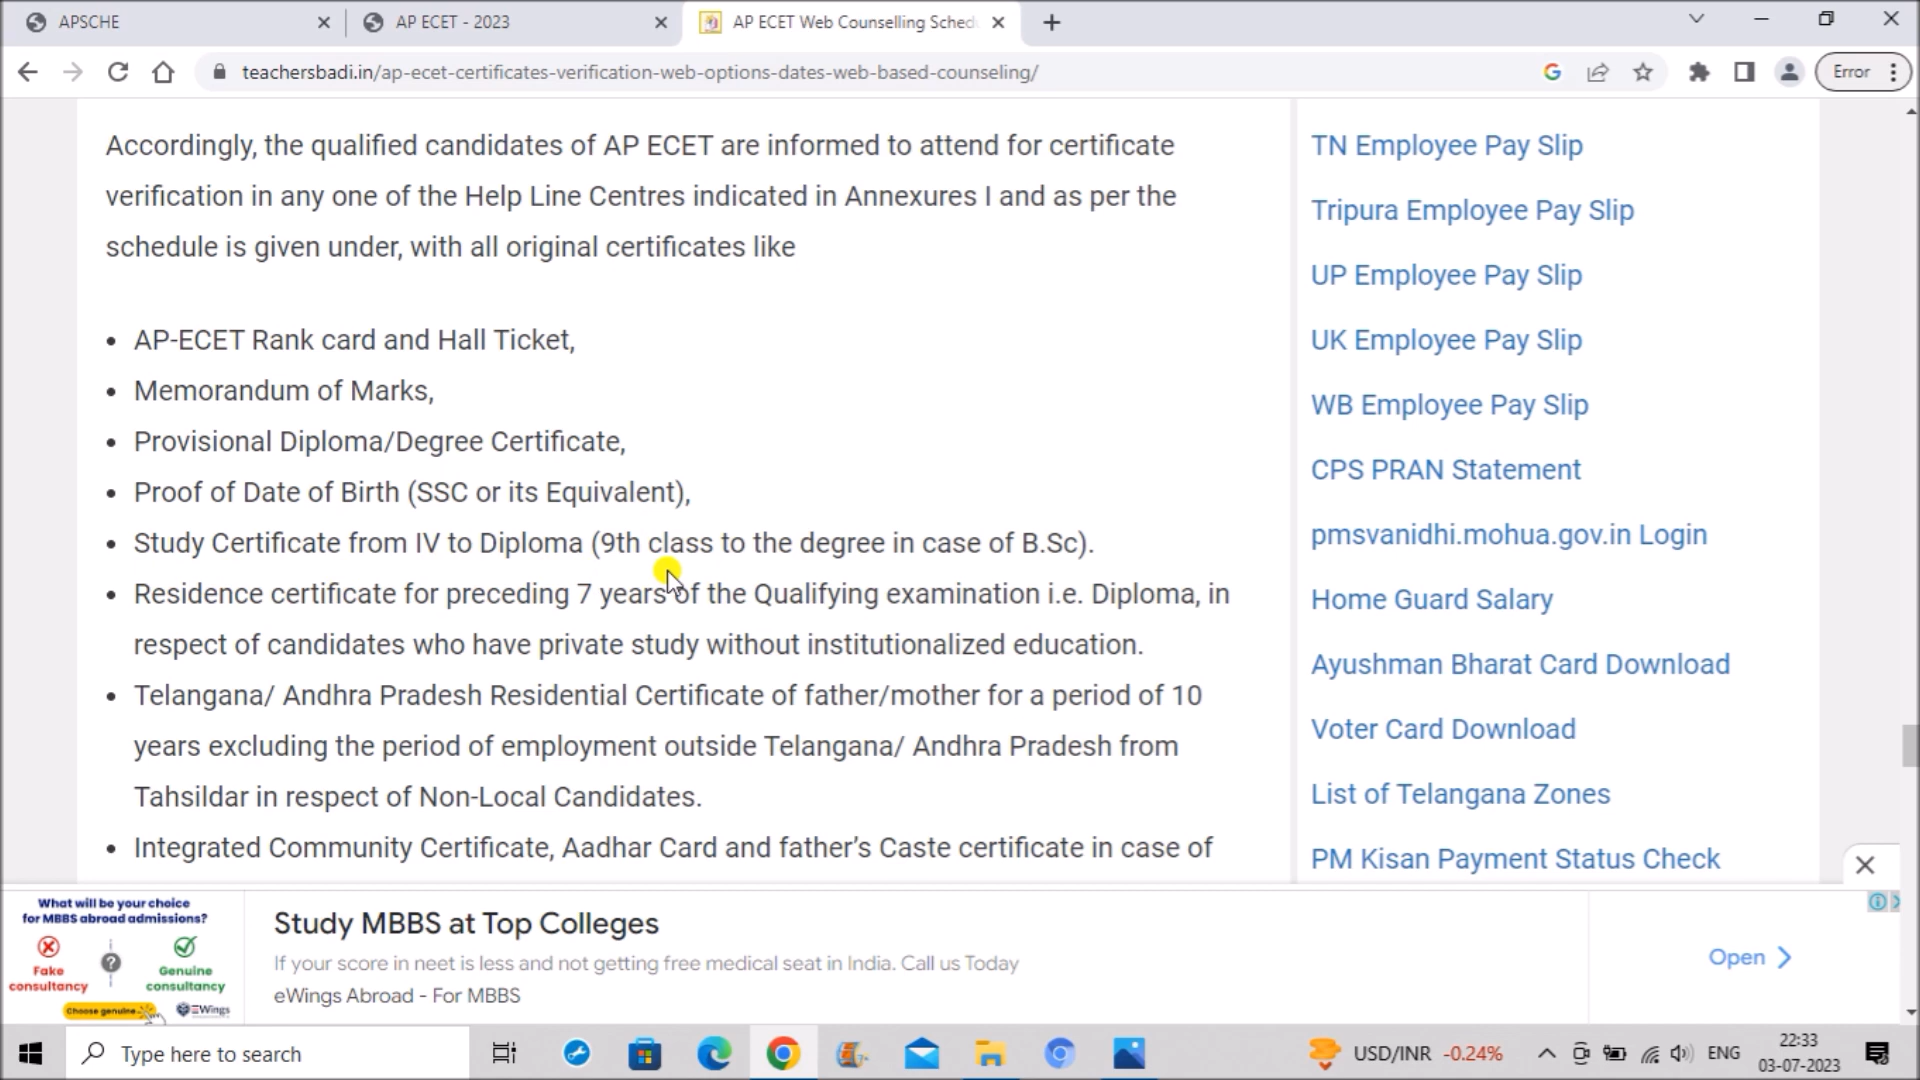 APSCHE
AP ECET - 2023
AP ECET Web Counselling Sched
teachersbadi.in/ap-ecet-certificates-verification-web-options-dates-web-based-counseling/
Error
Accordingly, the qualified candidates of AP ECET are informed to attend for certificate
verification in any one of the Help Line Centres indicated in Annexures I and as per the
schedule is given under, with all original certificates like
• AP-ECET Rank card and Hall Ticket,
• Memorandum of Marks,
• Provisional Diploma/Degree Certificate,
• Proof of Date of Birth (SSC or its Equivalent),
• Study Certificate from IV to Diploma (9th class to the degree in case of B.Sc).
• Residence certificate for preceding 7 years of the Qualifying examination i.e. Diploma, in
respect of candidates who have private study without institutionalized education.
• Telangana/ Andhra Pradesh Residential Certificate of father/mother for a period of 10
years excluding the period of employment outside Telangana/ Andhra Pradesh from
Tahsildar in respect of Non-Local Candidates.
• Integrated Community Certificate, Aadhar Card and father’s Caste certificate in case of
TN Employee Pay Slip
Tripura Employee Pay Slip
UP Employee Pay Slip
UK Employee Pay Slip
WB Employee Pay Slip
CPS PRAN Statement
pmsvanidhi.mohua.gov.in Login
Home Guard Salary
Ayushman Bharat Card Download
Voter Card Download
List of Telangana Zones
PM Kisan Payment Status Check
What will be your choice
for MBBS abroad admissions?
Fake
consultancy
?
Genuine
consultancy
Choose genuine
EWings
Study MBBS at Top Colleges
If your score in neet is less and not getting free medical seat in India. Call us Today
eWings Abroad - For MBBS
Open
Type here to search
USD/INR -0.24%
ENG
22:33
03-07-2023